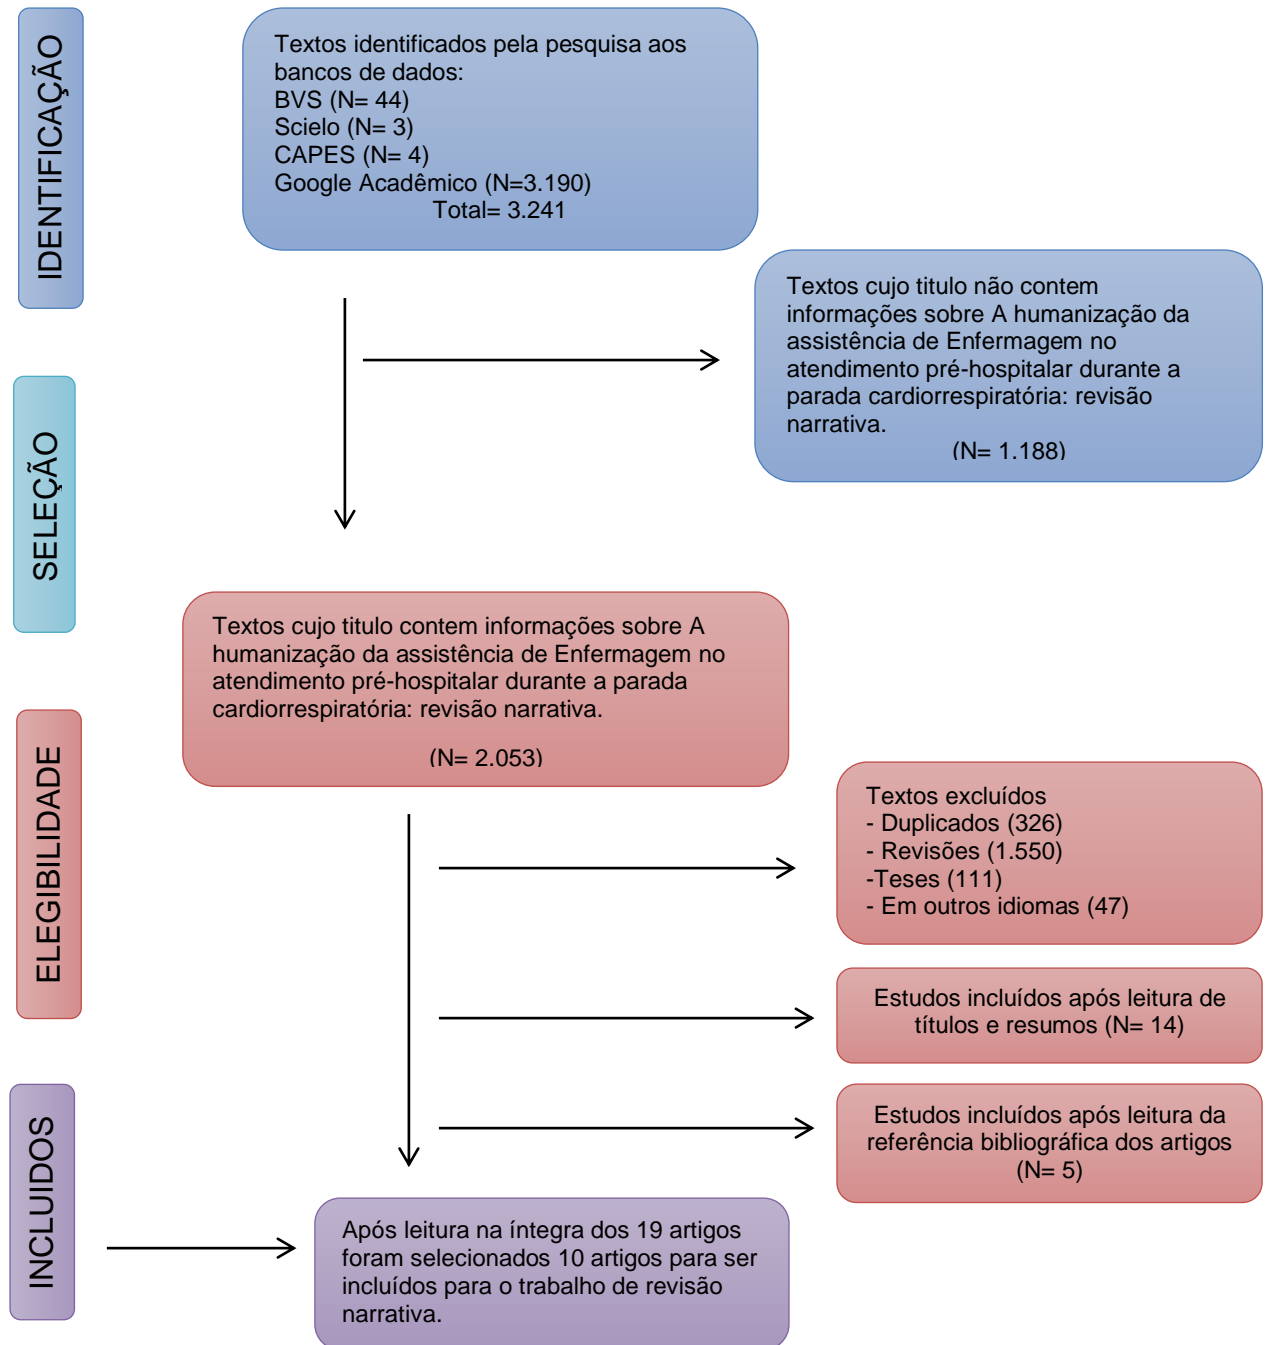 IDENTIFICAÇÃO
Textos identificados pela pesquisa aos
bancos de dados:
BVS (N= 44)
Scielo (N= 3)
CAPES (N= 4)
Google Acadêmico (N=3.190)
Total= 3.241
Textos cujo titulo não contem
informações sobre A humanização da
assistência de Enfermagem no
atendimento pré-hospitalar durante a
parada cardiorrespiratória: revisão
narrativa.
(N= 1.188)
SELEÇÃO
Textos cujo titulo contem informações sobre A
humanização da assistência de Enfermagem no
atendimento pré-hospitalar durante a parada
cardiorrespiratória: revisão narrativa.
(N= 2.053)
ELEGIBILIDADE
Textos excluídos
- Duplicados (326)
- Revisões (1.550)
-Teses (111)
- Em outros idiomas (47)
Estudos incluídos após leitura de
títulos e resumos (N= 14)
Estudos incluídos após leitura da
referência bibliográfica dos artigos
(N= 5)
INCLUIDOS
Após leitura na íntegra dos 19 artigos
foram selecionados 10 artigos para ser
incluídos para o trabalho de revisão
narrativa.